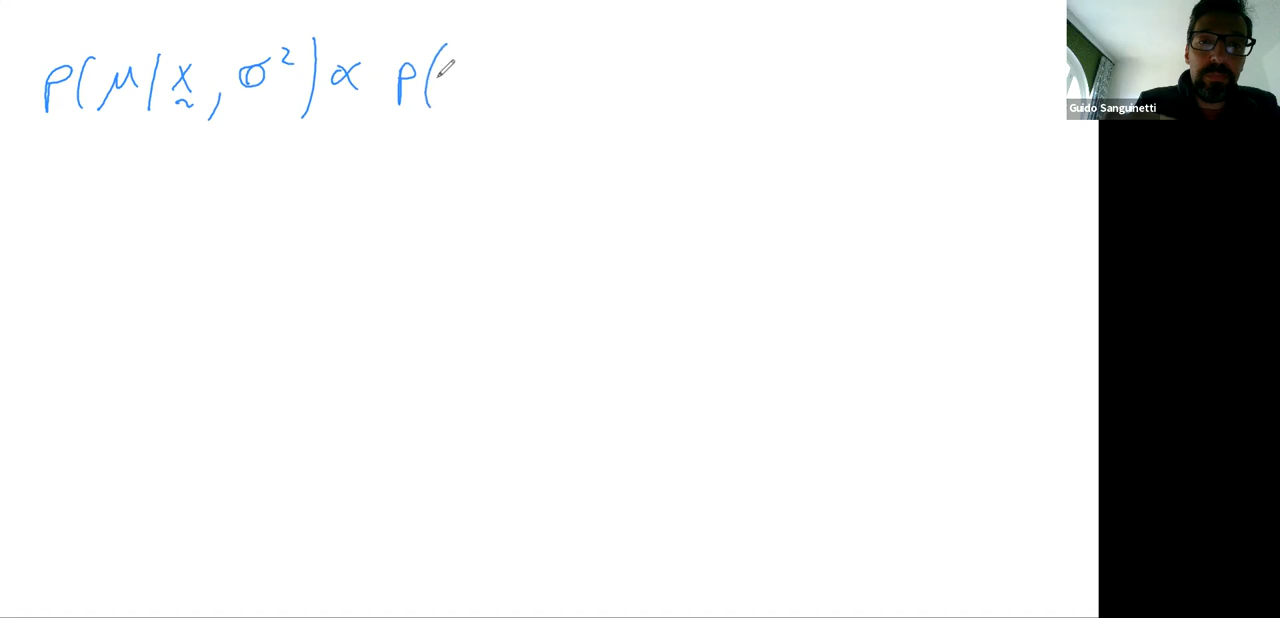 p(μ|x̰, σ²) ∝ p(
Guido Sanguinetti